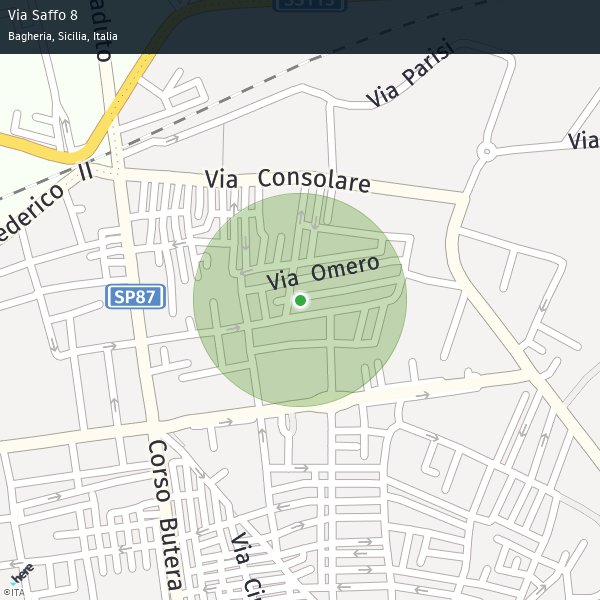 Via Saffo 8
Bagheria, Sicilia, Italia
SS113
aduto
Via Parisi
Via
Via Consolare
ederico II
Via Omero
SP87
Corso Butera
Via Ci
here
©ITA